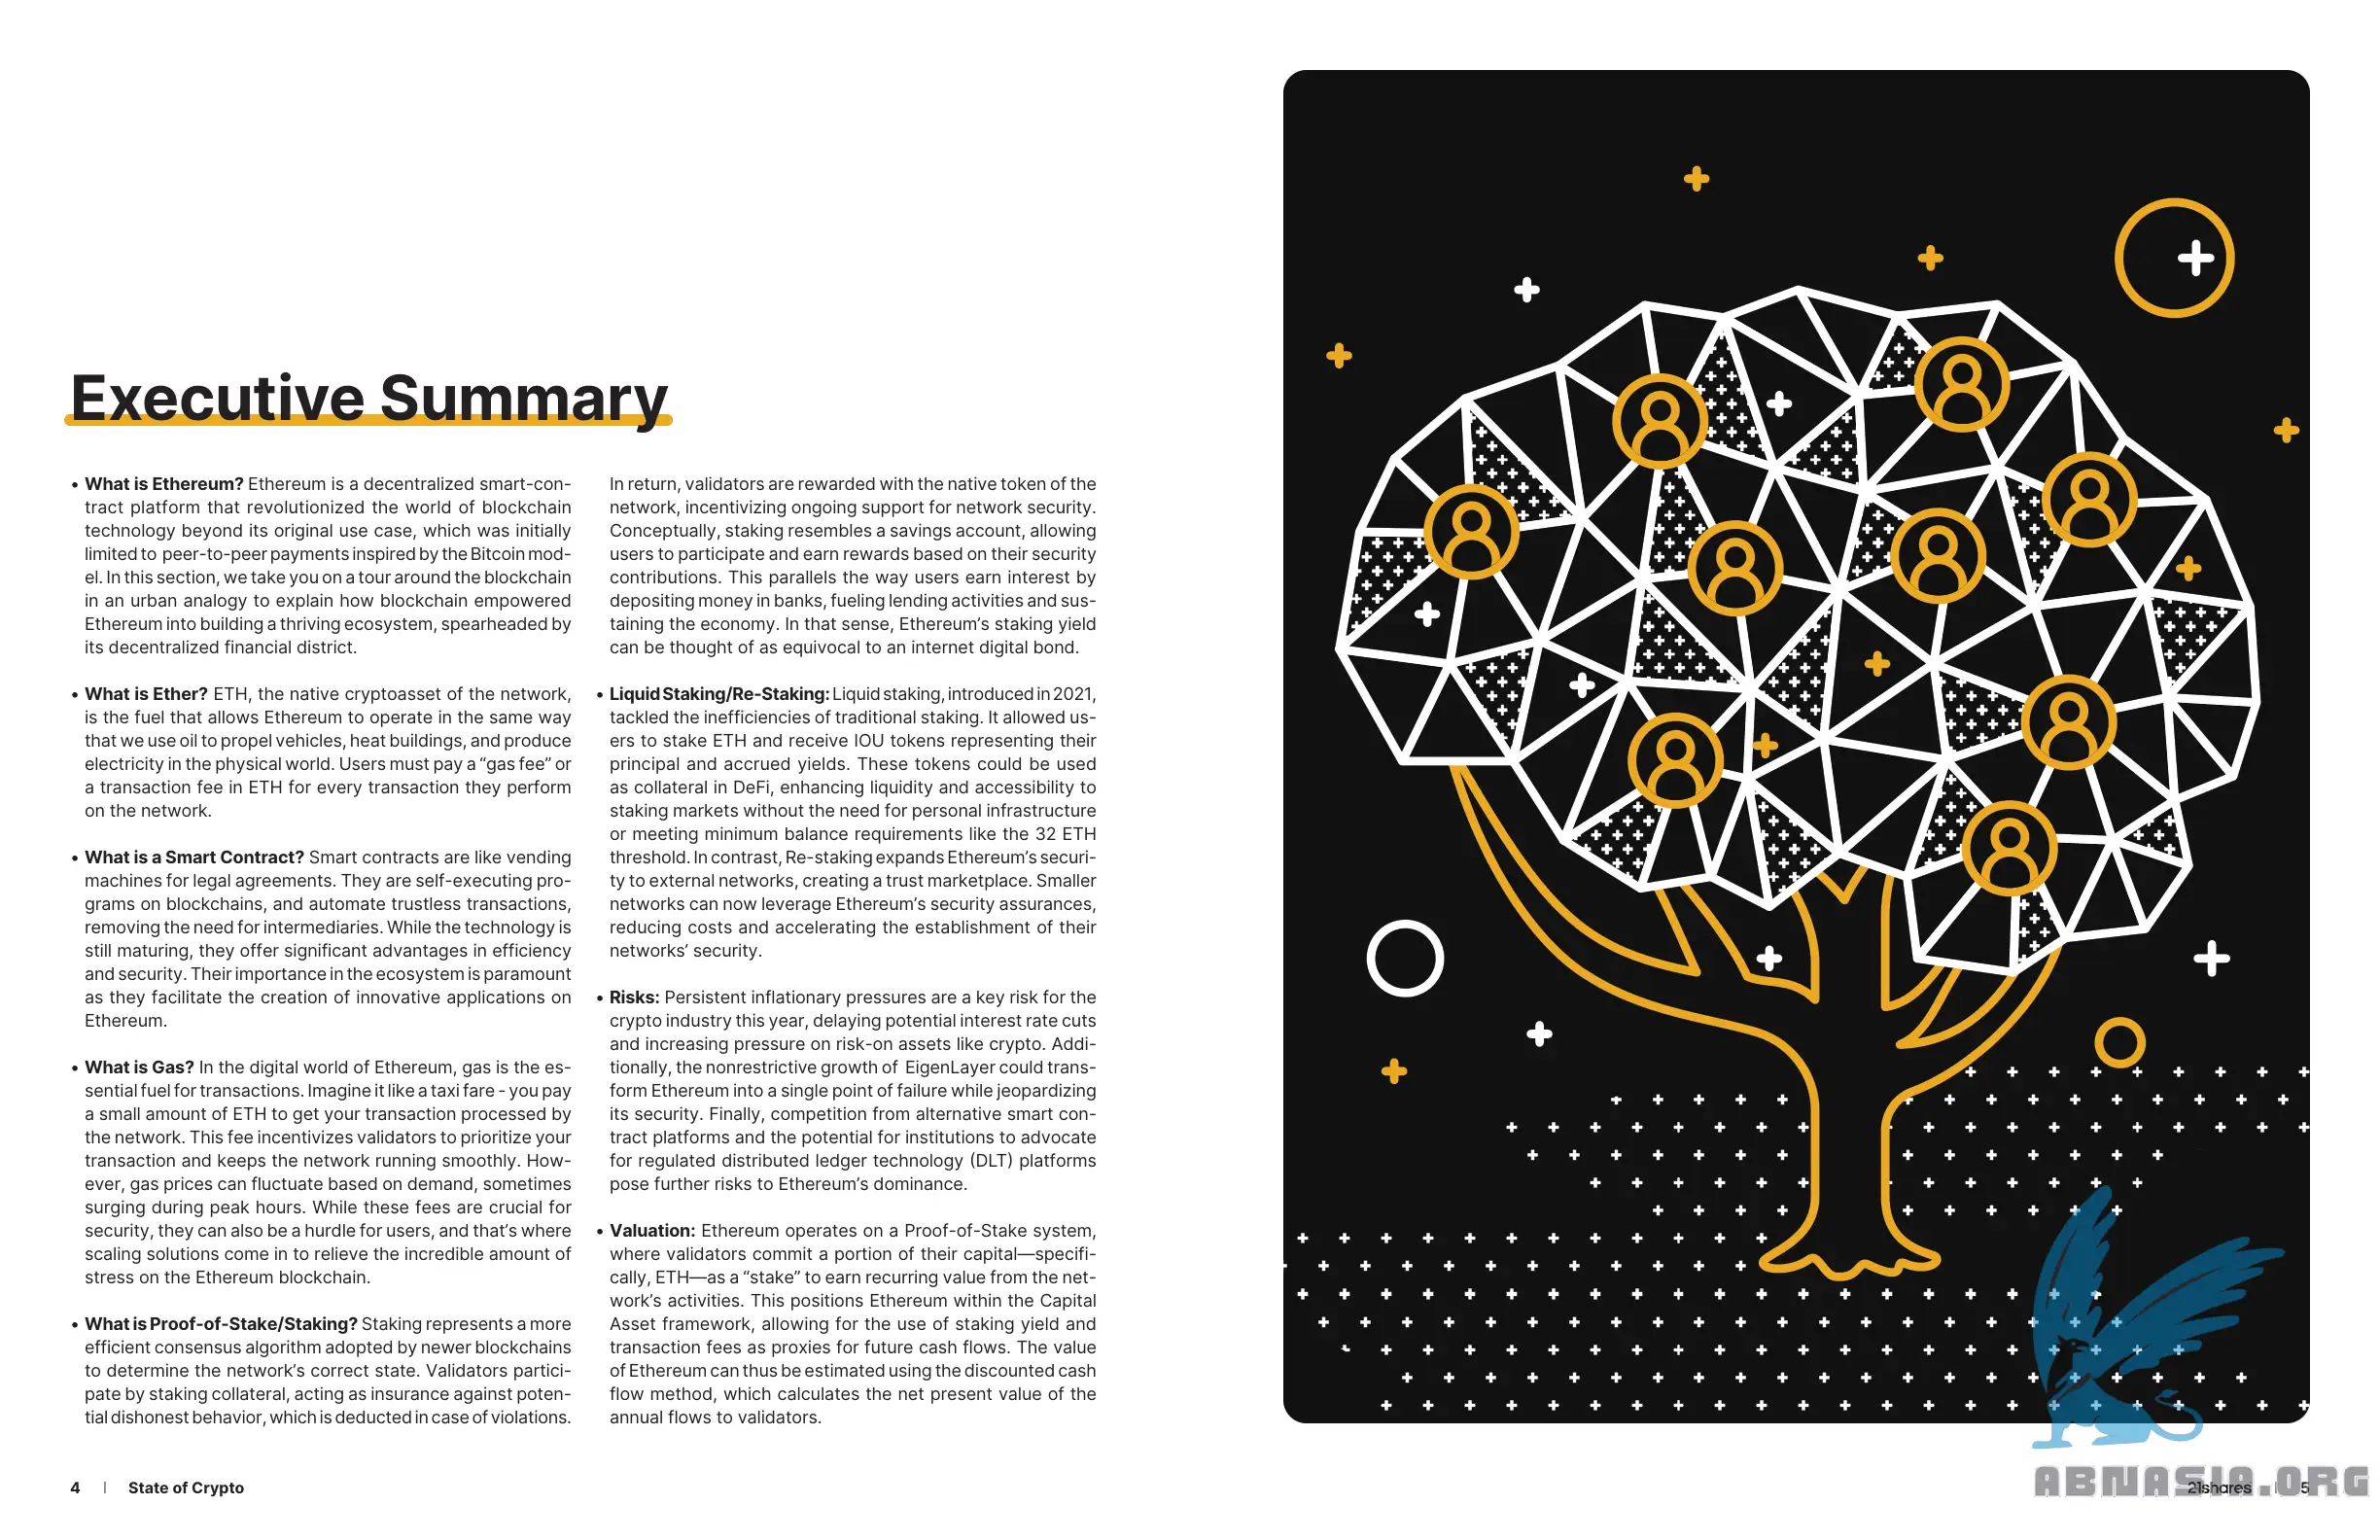 Executive Summary
• What is Ethereum? Ethereum is a decentralized smart-con-
tract platform that revolutionized the world of blockchain
technology beyond its original use case, which was initially
limited to peer-to-peer payments inspired by the Bitcoin mod-
el. In this section, we take you on a tour around the blockchain
in an urban analogy to explain how blockchain empowered
Ethereum into building a thriving ecosystem, spearheaded by
its decentralized financial district.
• What is Ether? ETH, the native cryptoasset of the network,
is the fuel that allows Ethereum to operate in the same way
that we use oil to propel vehicles, heat buildings, and produce
electricity in the physical world. Users must pay a “gas fee” or
a transaction fee in ETH for every transaction they perform
on the network.
• What is a Smart Contract? Smart contracts are like vending
machines for legal agreements. They are self-executing pro-
grams on blockchains, and automate trustless transactions,
removing the need for intermediaries. While the technology is
still maturing, they offer significant advantages in efficiency
and security. Their importance in the ecosystem is paramount
as they facilitate the creation of innovative applications on
Ethereum.
• What is Gas? In the digital world of Ethereum, gas is the es-
sential fuel for transactions. Imagine it like a taxi fare - you pay
a small amount of ETH to get your transaction processed by
the network. This fee incentivizes validators to prioritize your
transaction and keeps the network running smoothly. How-
ever, gas prices can fluctuate based on demand, sometimes
surging during peak hours. While these fees are crucial for
security, they can also be a hurdle for users, and that’s where
scaling solutions come in to relieve the incredible amount of
stress on the Ethereum blockchain.
• What is Proof-of-Stake/Staking? Staking represents a more
efficient consensus algorithm adopted by newer blockchains
to determine the network’s correct state. Validators partici-
pate by staking collateral, acting as insurance against poten-
tial dishonest behavior, which is deducted in case of violations.
In return, validators are rewarded with the native token of the
network, incentivizing ongoing support for network security.
Conceptually, staking resembles a savings account, allowing
users to participate and earn rewards based on their security
contributions. This parallels the way users earn interest by
depositing money in banks, fueling lending activities and sus-
taining the economy. In that sense, Ethereum’s staking yield
can be thought of as equivocal to an internet digital bond.
• Liquid Staking/Re-Staking: Liquid staking, introduced in 2021,
tackled the inefficiencies of traditional staking. It allowed us-
ers to stake ETH and receive IOU tokens representing their
principal and accrued yields. These tokens could be used
as collateral in DeFi, enhancing liquidity and accessibility to
staking markets without the need for personal infrastructure
or meeting minimum balance requirements like the 32 ETH
threshold. In contrast, Re-staking expands Ethereum’s securi-
ty to external networks, creating a trust marketplace. Smaller
networks can now leverage Ethereum’s security assurances,
reducing costs and accelerating the establishment of their
networks’ security.
• Risks: Persistent inflationary pressures are a key risk for the
crypto industry this year, delaying potential interest rate cuts
and increasing pressure on risk-on assets like crypto. Addi-
tionally, the nonrestrictive growth of EigenLayer could trans-
form Ethereum into a single point of failure while jeopardizing
its security. Finally, competition from alternative smart con-
tract platforms and the potential for institutions to advocate
for regulated distributed ledger technology (DLT) platforms
pose further risks to Ethereum’s dominance.
• Valuation: Ethereum operates on a Proof-of-Stake system,
where validators commit a portion of their capital—specifi-
cally, ETH—as a “stake” to earn recurring value from the net-
work’s activities. This positions Ethereum within the Capital
Asset framework, allowing for the use of staking yield and
transaction fees as proxies for future cash flows. The value
of Ethereum can thus be estimated using the discounted cash
flow method, which calculates the net present value of the
annual flows to validators.
4 | State of Crypto
21shares | 5
ABNASIA.ORG